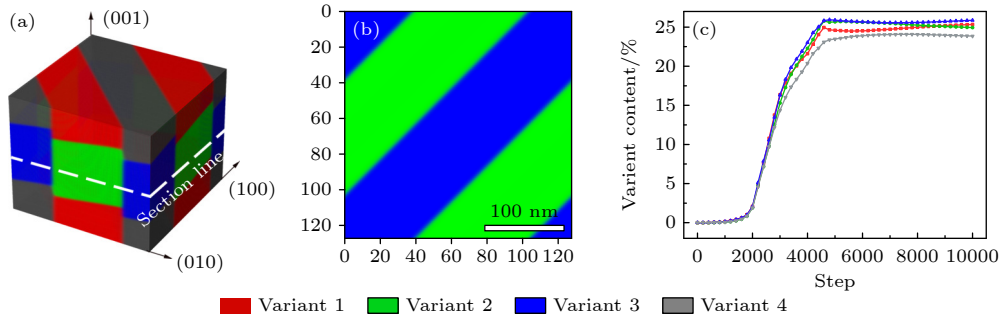 (a)
(001)
Section line
(100)
(010)
(b)
0
20
40
60
80
100
120
100 nm
0 20 40 60 80 100 120
(c)
Varient content/%
25
20
15
10
5
0
0 2000 4000 6000 8000 10000
Step
Variant 1 Variant 2 Variant 3 Variant 4